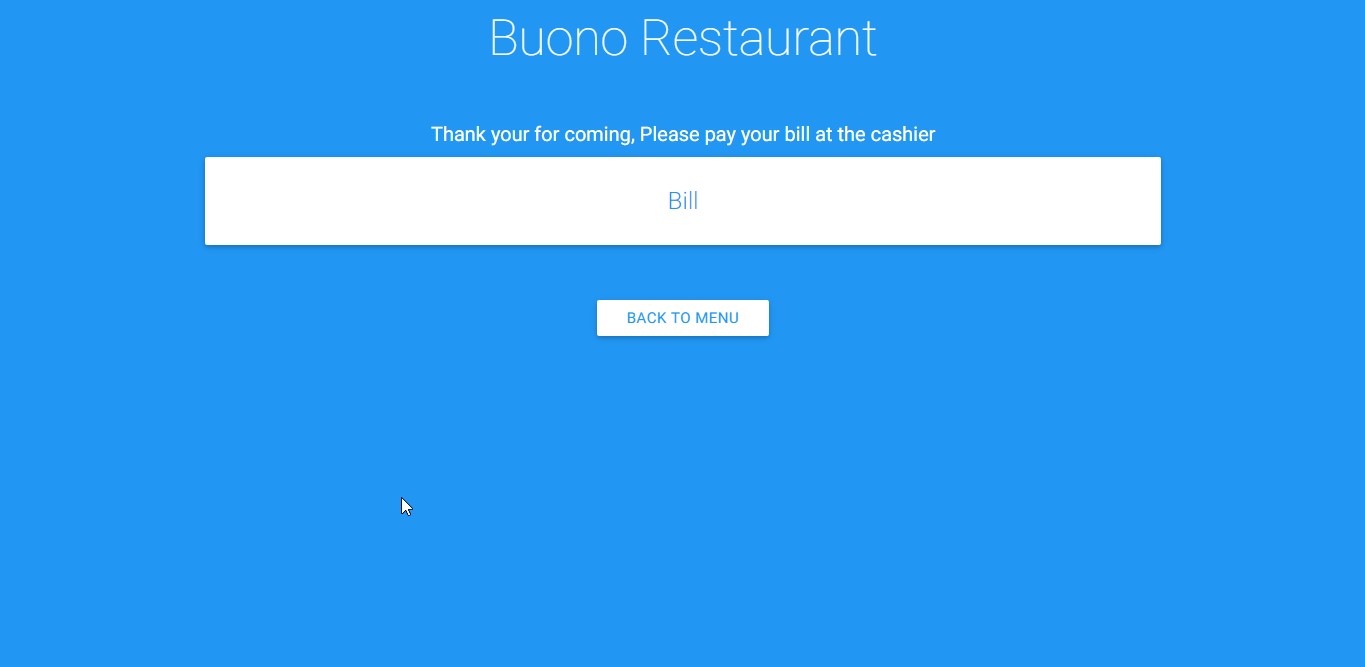 Buono Restaurant
Thank your for coming, Please pay your bill at the cashier
Bill
BACK TO MENU